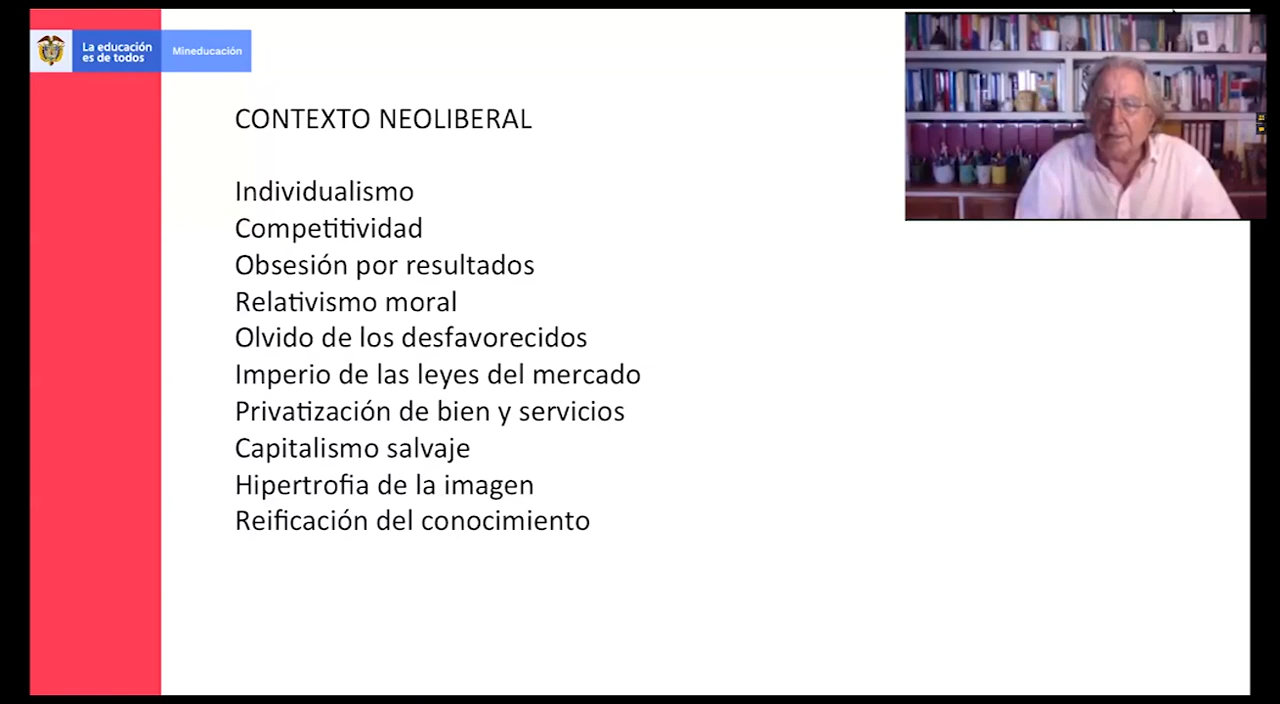 La educación
es de todos
Mineducación
CONTEXTO NEOLIBERAL
Individualismo
Competitividad
Obsesión por resultados
Relativismo moral
Olvido de los desfavorecidos
Imperio de las leyes del mercado
Privatización de bien y servicios
Capitalismo salvaje
Hipertrofia de la imagen
Reificación del conocimiento